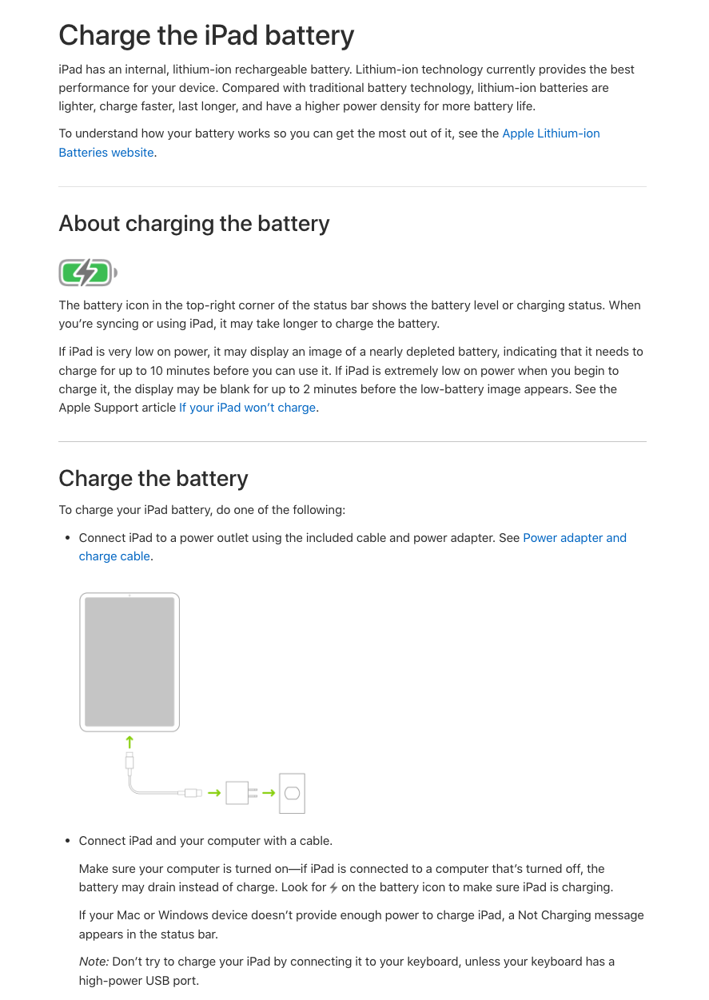 Charge the iPad battery
iPad has an internal, lithium-ion rechargeable battery. Lithium-ion technology currently provides the best
performance for your device. Compared with traditional battery technology, lithium-ion batteries are
lighter, charge faster, last longer, and have a higher power density for more battery life.
To understand how your battery works so you can get the most out of it, see the Apple Lithium-ion
Batteries website.
About charging the battery
The battery icon in the top-right corner of the status bar shows the battery level or charging status. When
you’re syncing or using iPad, it may take longer to charge the battery.
If iPad is very low on power, it may display an image of a nearly depleted battery, indicating that it needs to
charge for up to 10 minutes before you can use it. If iPad is extremely low on power when you begin to
charge it, the display may be blank for up to 2 minutes before the low-battery image appears. See the
Apple Support article If your iPad won’t charge.
Charge the battery
To charge your iPad battery, do one of the following:
• Connect iPad to a power outlet using the included cable and power adapter. See Power adapter and
charge cable.
• Connect iPad and your computer with a cable.
Make sure your computer is turned on—if iPad is connected to a computer that’s turned off, the
battery may drain instead of charge. Look for on the battery icon to make sure iPad is charging.
If your Mac or Windows device doesn’t provide enough power to charge iPad, a Not Charging message
appears in the status bar.
Note: Don’t try to charge your iPad by connecting it to your keyboard, unless your keyboard has a
high-power USB port.